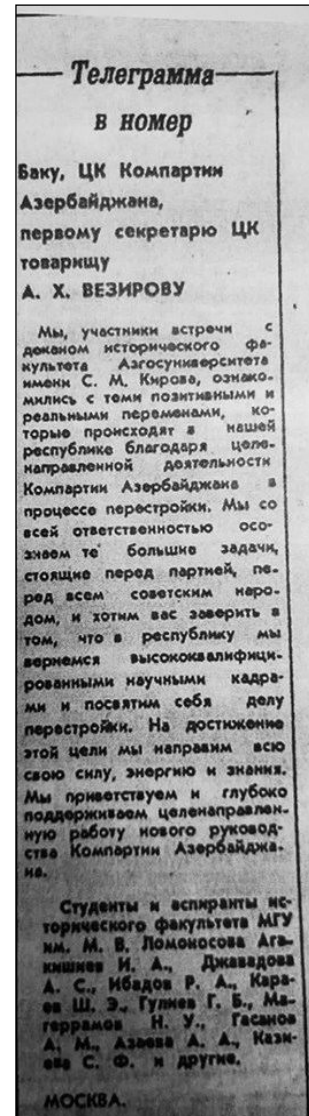 Телеграмма
в номер
Баку, ЦК Компартии
Азербайджана,
первому секретарю ЦК
товарищу
А. Х. ВЕЗИРОВУ
Мы, участники встречи с
деканом исторического фа-
культета Азгосуниверситета
имени С. М. Кирова, ознако-
мились с теми позитивными и
реальными переменами, ко-
торые происходят в нашей
республике благодаря целе-
направленной деятельности
Компартии Азербайджана в
процессе перестройки. Мы со
всей ответственностью осо-
знаем те большие задачи,
стоящие перед партией, пе-
ред всем советским наро-
дом, и хотим вас заверить в
том, что в республику мы
вернемся высококвалифици-
рованными научными кадра-
ми и посвятим себя делу
перестройки. На достижение
этой цели мы направим всю
свою силу, энергию и знания.
Мы приветствуем и глубоко
поддерживаем целенаправлен-
ную работу нового руковод-
ства Компартии Азербайджа-
на.
Студенты и аспиранты ис-
торического факультета МГУ
им. М. В. Ломоносова Ага-
кишиев И. А., Джавадова
А. С., Ибадов Р. А., Кара-
ев Ш. Э., Гулиев Г. Б., Ма-
геррамов Н. У., Гасанов
А. М., Азаева А. А., Кази-
ева С. Ф. и другие.
МОСКВА.